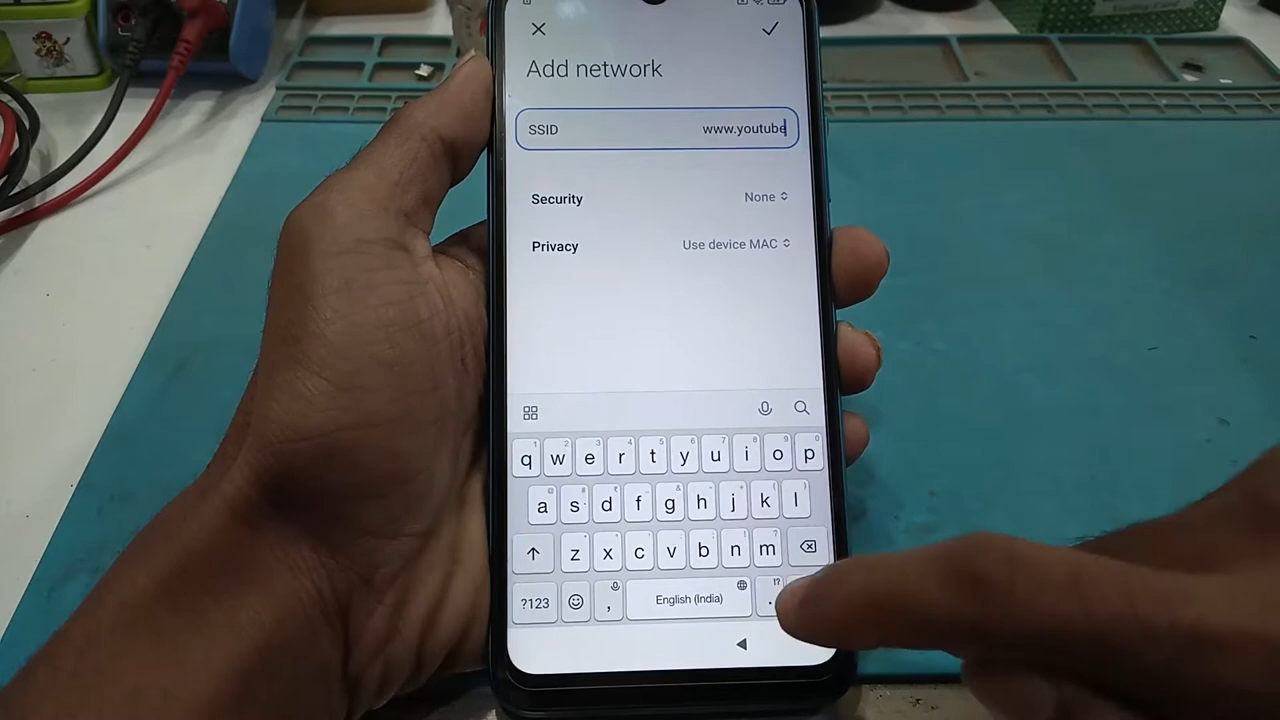 Add network
SSID www.youtube
Security None
Privacy Use device MAC
q w e r t y u i o p
a s d f g h j k l
z x c v b n m
?123 , English (India) .